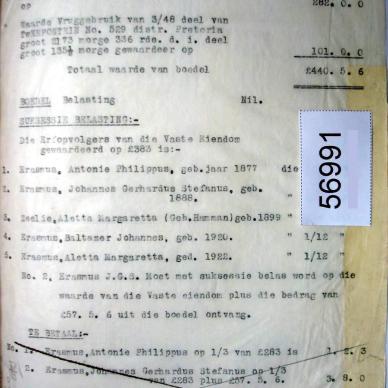 op 282. 0. 0
Waarde Vruggebruik van 3/48 deel van
No. 529 distr. Pretoria
groot 2173 morge 336 rde. d. i. deel
groot 135½ morge gewaardeer op 101. 0. 0
Totaal waarde van boedel £440. 5. 6
BOEDEL Belasting Nil.
SUKSESSIE BELASTING:-
Die Erfopvolgers van die Vaste Eiendom
gewaardeerd op £383 is:-
1. Erasmus, Antonie Philippus, geb. jaar 1877 die
2. Erasmus, Johannes Gerhardus Stefanus, geb.
1888. "
3. Zeelie, Aletta Margaretta (Geb. Hamman) geb. 1899 "
4. Erasmus, Baltazer Johannes, geb. 1920. " 1/12 "
5. Erasmus, Aletta Margaretta, ged. 1922. " 1/12 "
No. 2, Erasmus J.G.S. Moet met suksessie belas word op die
waarde van die Vaste eiendom plus die bedrag van
£57. 5. 6 uit die boedel ontvang.
TE BETAAL:-
No. 1. Erasmus, Antonie Philippus op 1/3 van £283 is 1. 2. 3
2. Erasmus, Johannes Gerhardus Stefanus op 1/3
van £283 plus £57. 5. 6. 3. 8. 0
56991